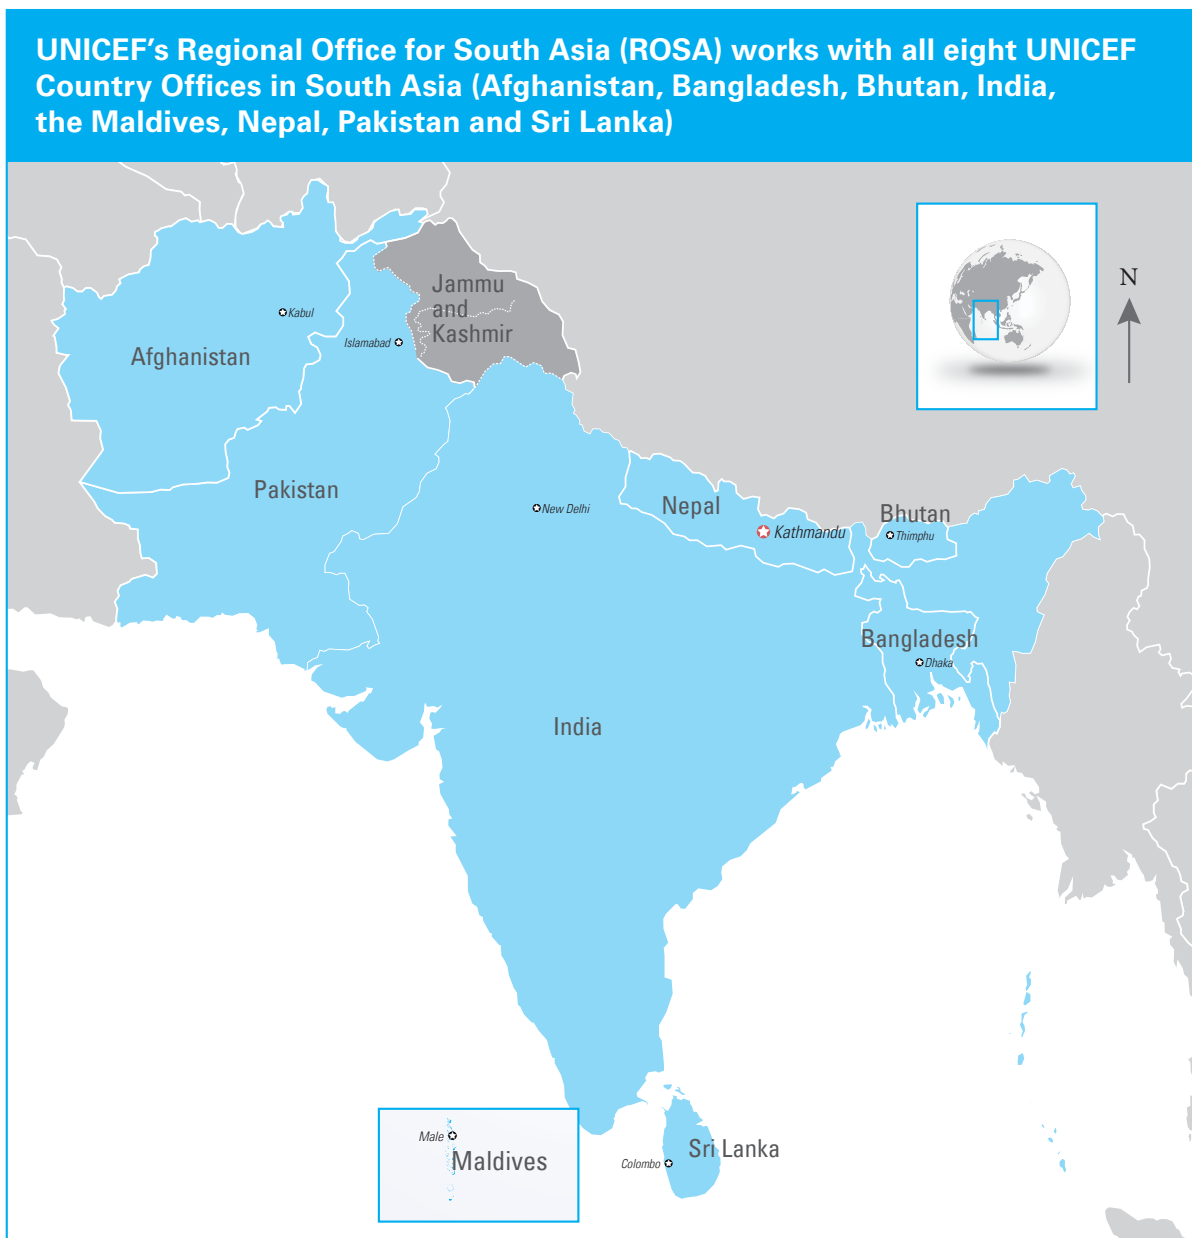 UNICEF’s Regional Office for South Asia (ROSA) works with all eight UNICEF
Country Offices in South Asia (Afghanistan, Bangladesh, Bhutan, India,
the Maldives, Nepal, Pakistan and Sri Lanka)
N
Jammu
and
Kashmir
Kabul
Islamabad
Afghanistan
Pakistan
New Delhi
Nepal
Kathmandu
Bhutan
Thimphu
Bangladesh
Dhaka
India
Male
Maldives
Sri Lanka
Colombo